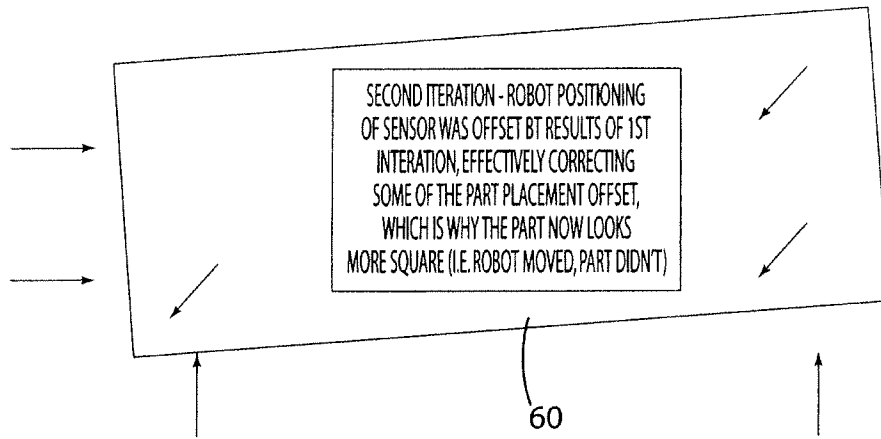 SECOND ITERATION - ROBOT POSITIONING
OF SENSOR WAS OFFSET BT RESULTS OF 1ST
INTERATION, EFFECTIVELY CORRECTING
SOME OF THE PART PLACEMENT OFFSET,
WHICH IS WHY THE PART NOW LOOKS
MORE SQUARE (I.E. ROBOT MOVED, PART DIDN'T)
60